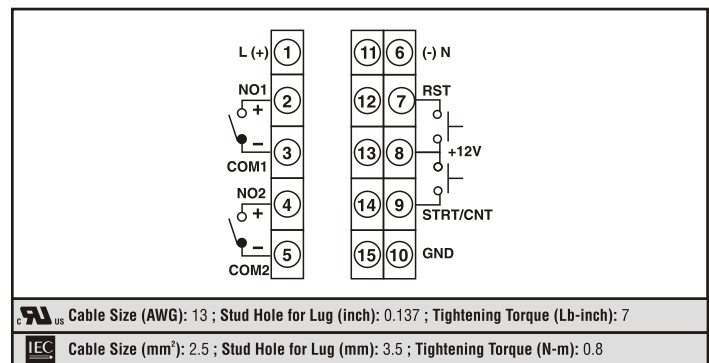 L (+) 1 11 6 (-) N
NO1 2 12 7 RST
+
–
COM1 3 13 8 +12V
NO2 4 14 9 STRT/CNT
+
–
COM2 5 15 10 GND
c RU us Cable Size (AWG): 13 ; Stud Hole for Lug (inch): 0.137 ; Tightening Torque (Lb-inch): 7
IEC Cable Size (mm²): 2.5 ; Stud Hole for Lug (mm): 3.5 ; Tightening Torque (N-m): 0.8